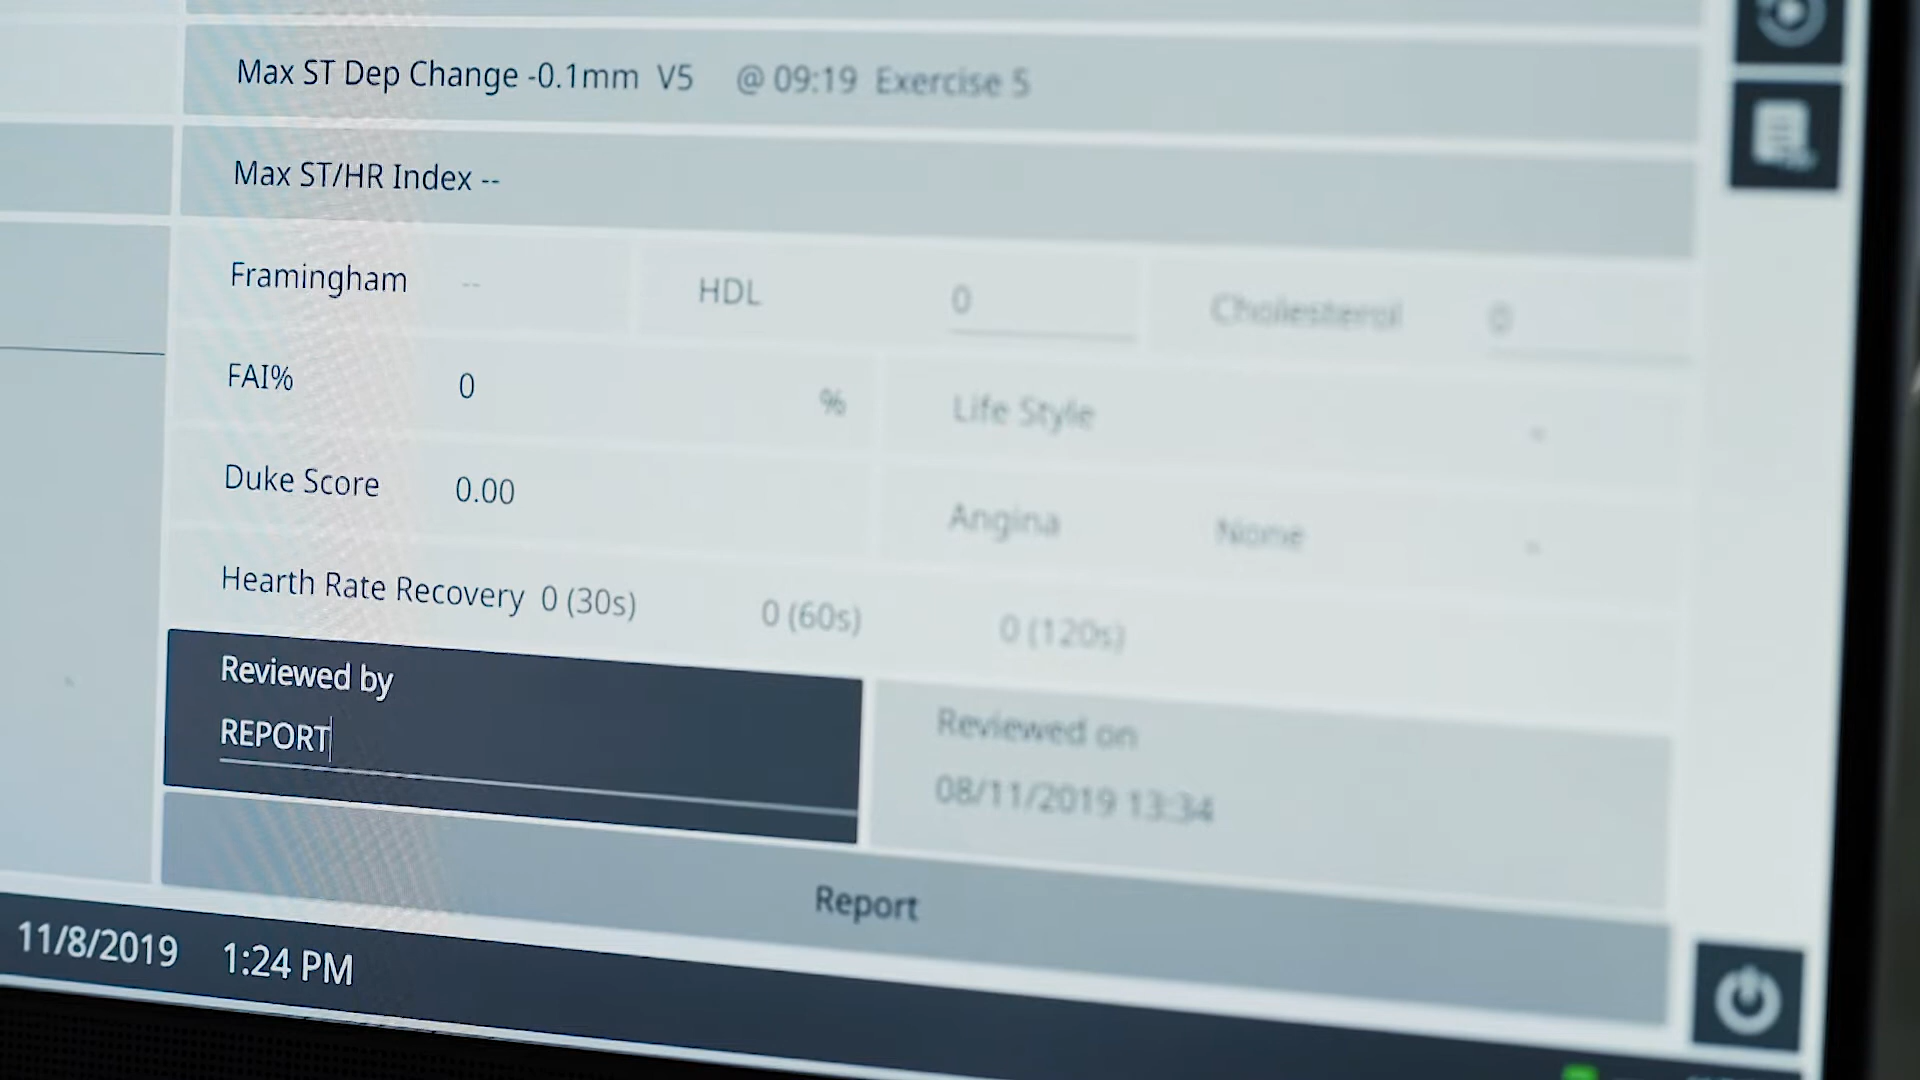 Max ST Dep Change -0.1mm V5 @ 09:19 Exercise 5
Max ST/HR Index --
Framingham -- HDL 0 Cholesterol 0
FAI% 0 % Life Style -
Duke Score 0.00 Angina None -
Hearth Rate Recovery 0 (30s) 0 (60s) 0 (120s)
Reviewed by
REPORT
Reviewed on
08/11/2019 13:34
Report
11/8/2019 1:24 PM